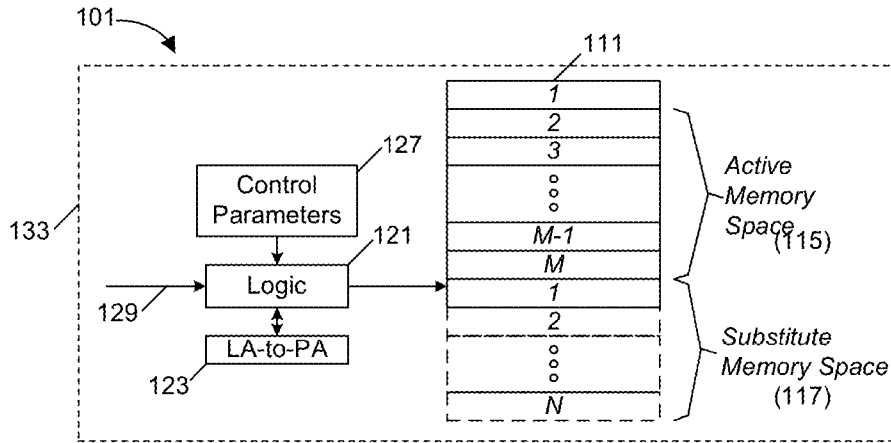 101
111
1
2
3
127
Control
Parameters
Active
Memory
Space
(115)
133
121
M-1
M
Logic
1
129
2
LA-to-PA
123
Substitute
Memory Space
(117)
N